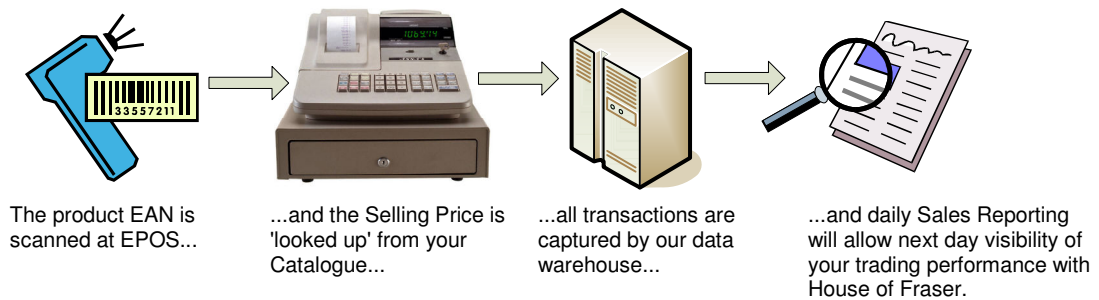 33557211
The product EAN is
scanned at EPOS...
...and the Selling Price is
'looked up' from your
Catalogue...
...all transactions are
captured by our data
warehouse...
...and daily Sales Reporting
will allow next day visibility of
your trading performance with
House of Fraser.